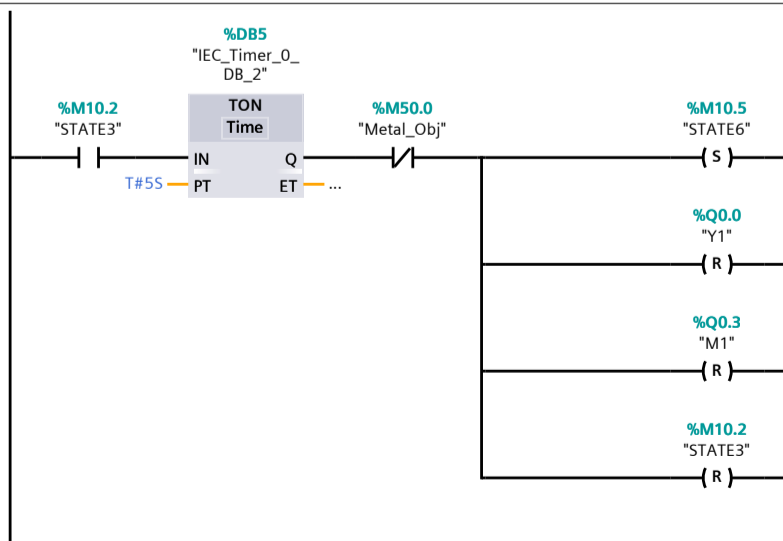 %DB5
"IEC_Timer_0_
DB_2"
%M10.2
"STATE3"
TON
Time
IN
Q
T#5S
PT
ET
...
%M50.0
"Metal_Obj"
%M10.5
"STATE6"
S
%Q0.0
"Y1"
R
%Q0.3
"M1"
R
%M10.2
"STATE3"
R